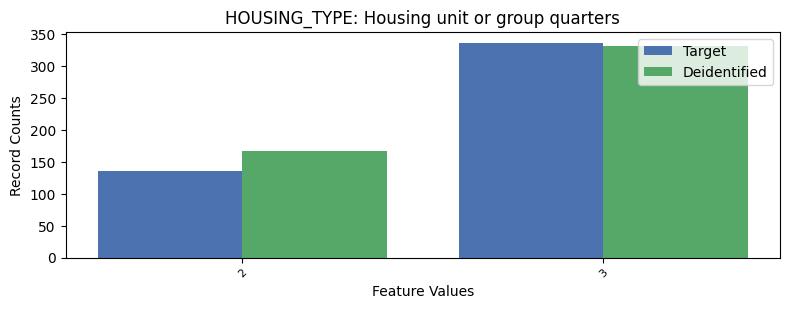 HOUSING_TYPE: Housing unit or group quarters
Record Counts
350
300
250
200
150
100
50
0
Target
Deidentified
2
3
Feature Values